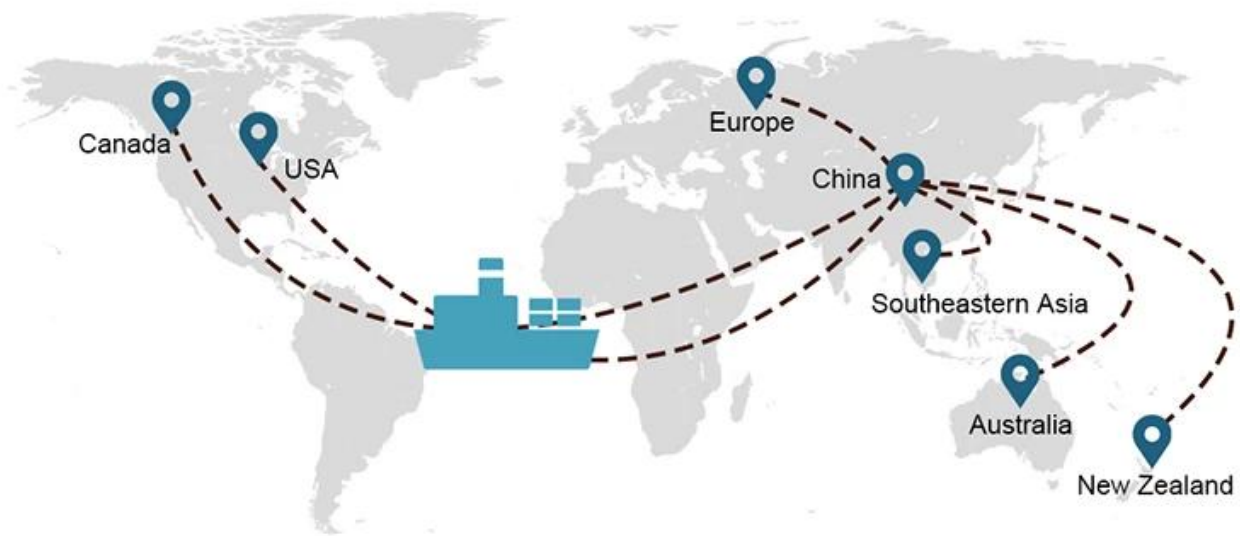 Canada
USA
Europe
China
Southeastern Asia
Australia
New Zealand